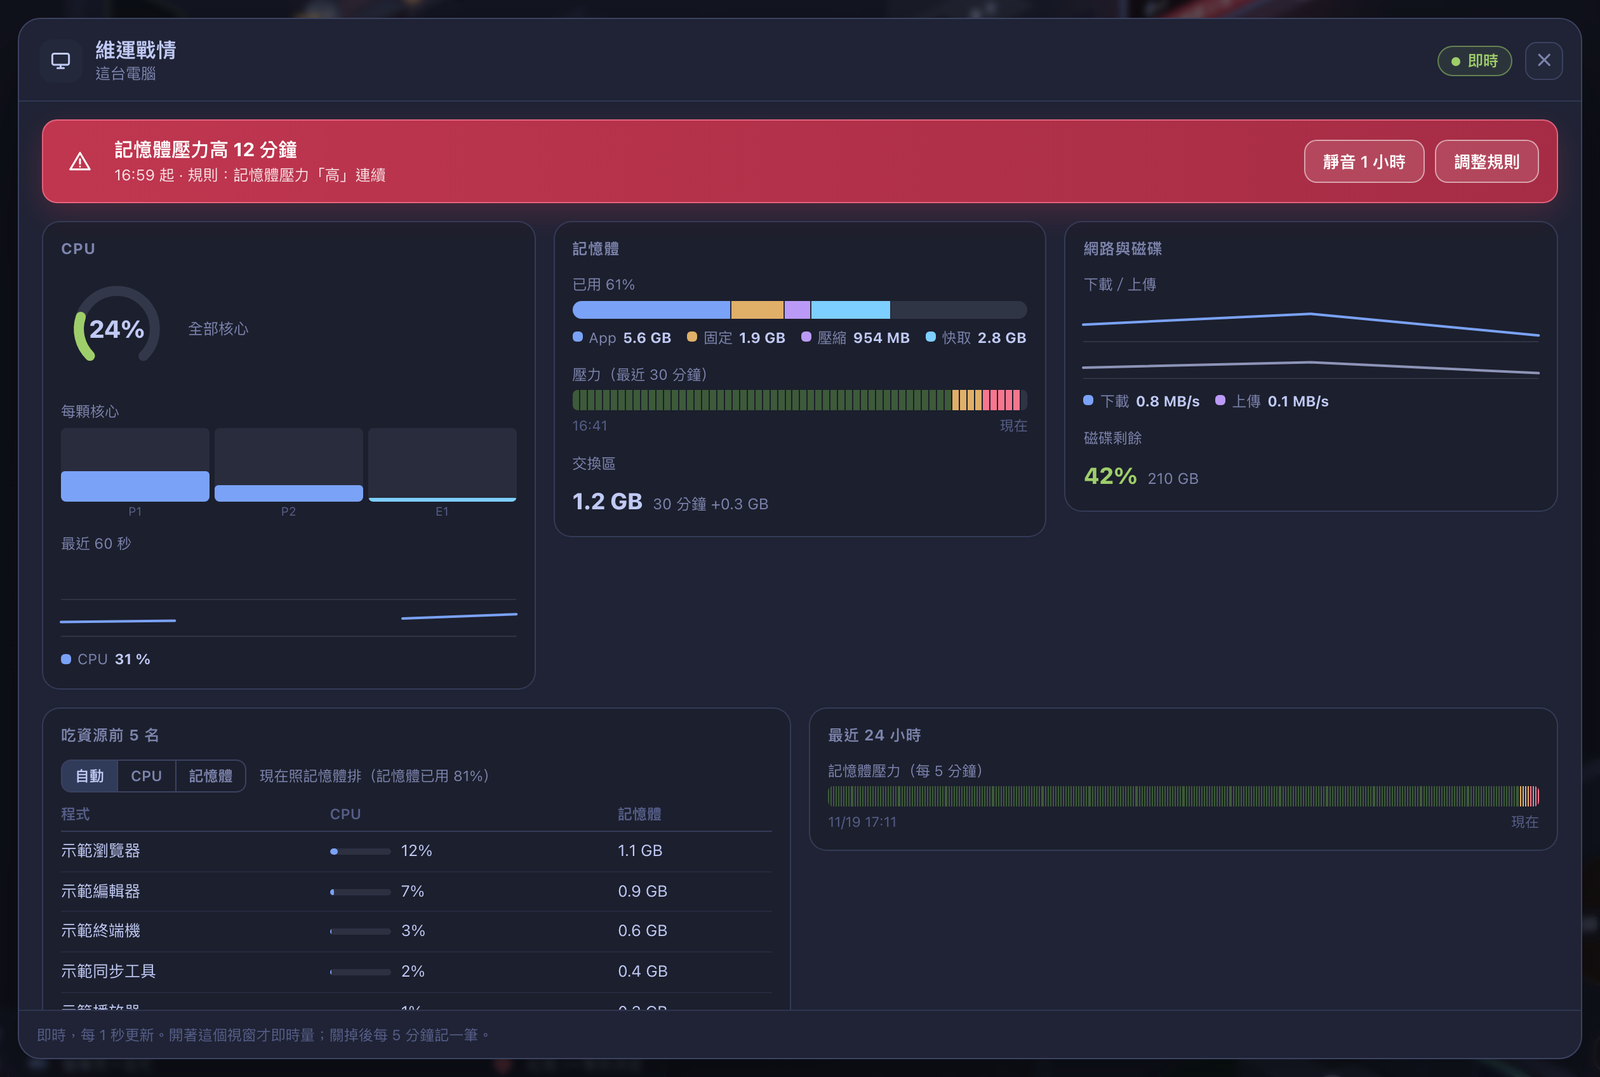 維運戰情
這台電腦
即時
記憶體壓力高 12 分鐘
16:59 起 · 規則：記憶體壓力「高」連續
靜音 1 小時
調整規則
CPU
24%
全部核心
每顆核心
P1 P2 E1
最近 60 秒
CPU 31 %
記憶體
已用 61%
App 5.6 GB 固定 1.9 GB 壓縮 954 MB 快取 2.8 GB
壓力（最近 30 分鐘）
16:41 現在
交換區
1.2 GB 30 分鐘 +0.3 GB
網路與磁碟
下載 / 上傳
下載 0.8 MB/s 上傳 0.1 MB/s
磁碟剩餘
42% 210 GB
吃資源前 5 名
自動 CPU 記憶體 現在照記憶體排（記憶體已用 81%）
程式 CPU 記憶體
示範瀏覽器 12% 1.1 GB
示範編輯器 7% 0.9 GB
示範終端機 3% 0.6 GB
示範同步工具 2% 0.4 GB
最近 24 小時
記憶體壓力（每 5 分鐘）
11/19 17:11 現在
即時，每 1 秒更新。開著這個視窗才即時量；關掉後每 5 分鐘記一筆。